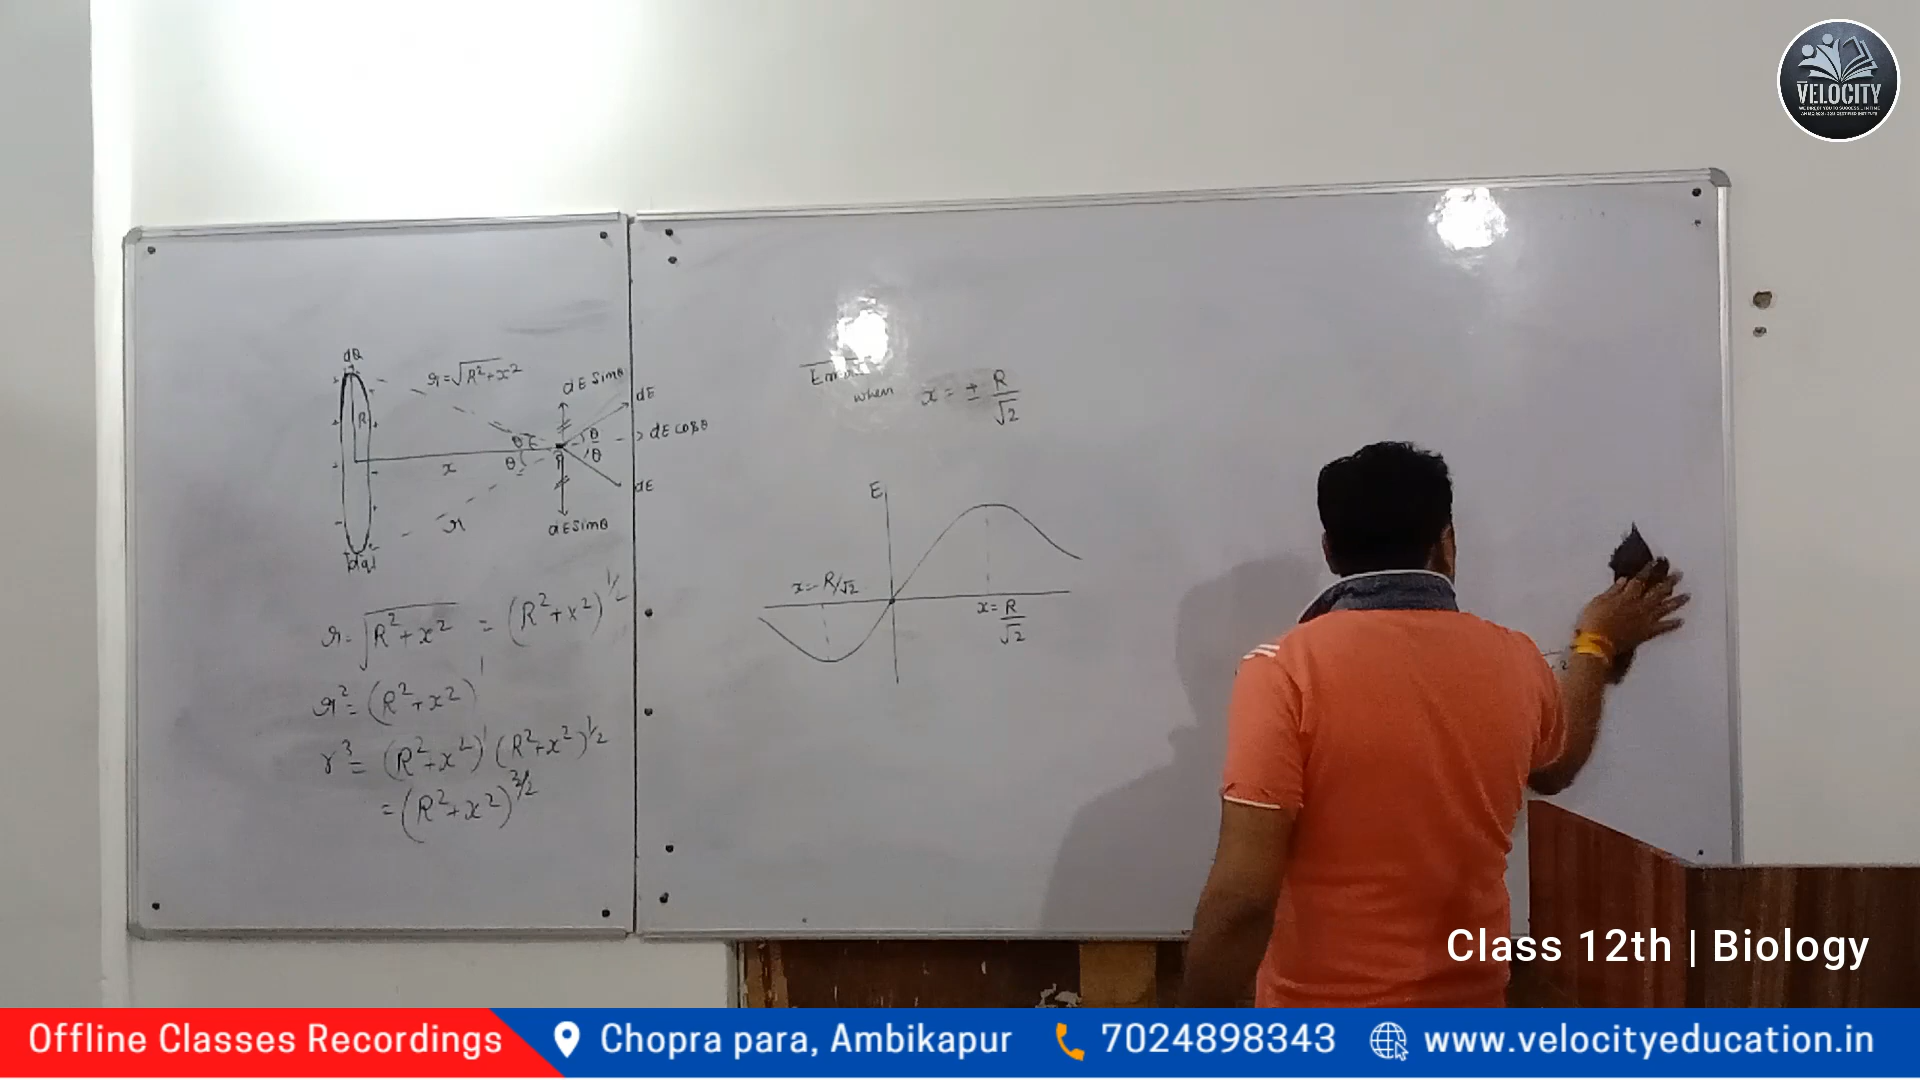 VELOCITY
dQ
r=√R²+x²
R
dE sinθ
dE
dE cosθ
θ
θ
θ
θ
E
P
x
r
dE
dE sinθ
dq
r=√R²+x² = (R²+x²)^1/2
r²=(R²+x²)^1
r³=(R²+x²)^1 (R²+x²)^1/2
=(R²+x²)^3/2
when x=± R/√2
E
x=-R/√2
x=R/√2
Class 12th | Biology
Offline Classes Recordings
Chopra para, Ambikapur
7024898343
www.velocityeducation.in